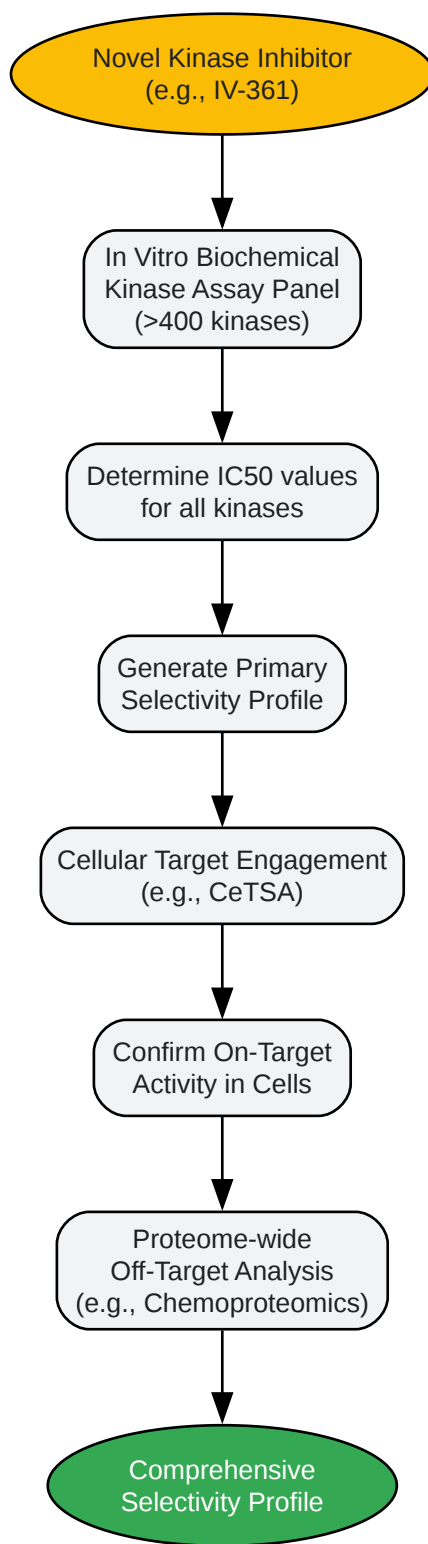 Novel Kinase Inhibitor
(e.g., IV-361)
In Vitro Biochemical
Kinase Assay Panel
(>400 kinases)
Determine IC50 values
for all kinases
Generate Primary
Selectivity Profile
Cellular Target Engagement
(e.g., CeTSA)
Confirm On-Target
Activity in Cells
Proteome-wide
Off-Target Analysis
(e.g., Chemoproteomics)
Comprehensive
Selectivity Profile